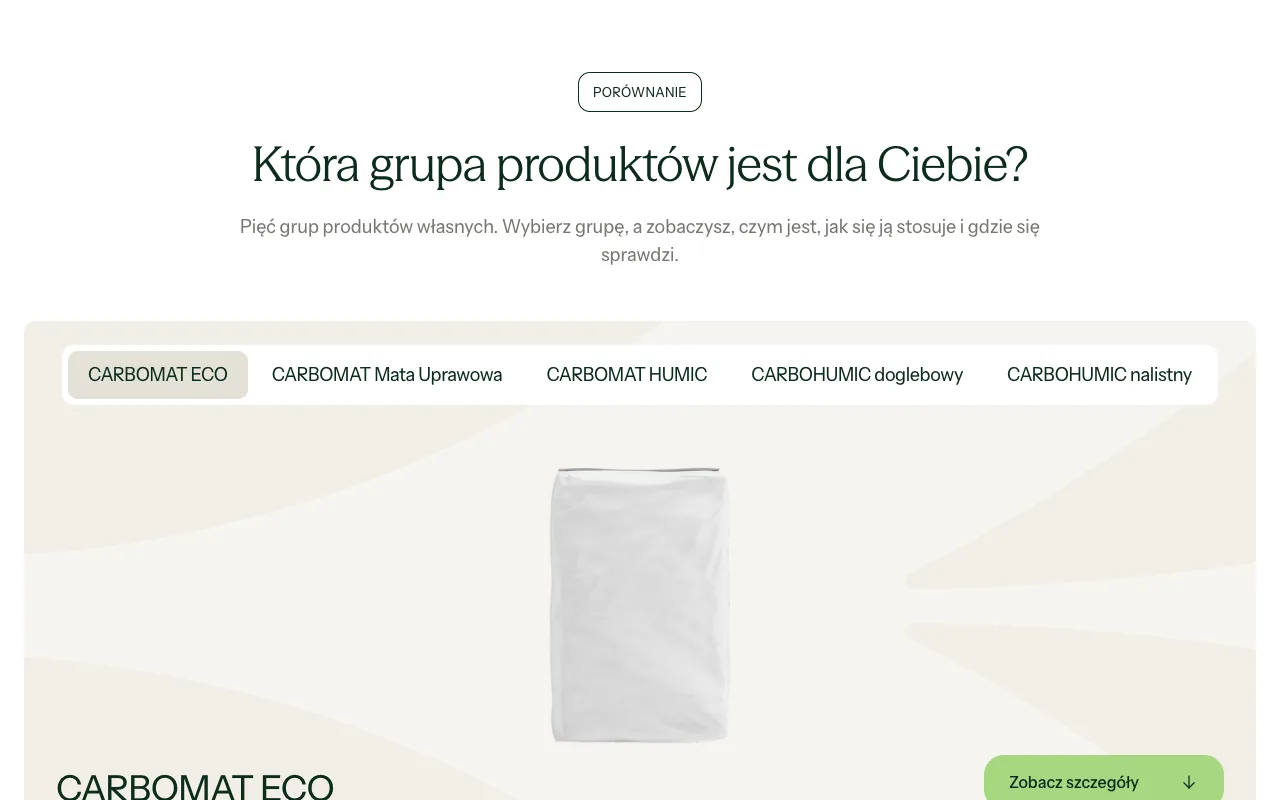 PORÓWNANIE
Która grupa produktów jest dla Ciebie?
Pięć grup produktów własnych. Wybierz grupę, a zobaczysz, czym jest, jak się ją stosuje i gdzie się
sprawdzi.
CARBOMAT ECO
CARBOMAT Mata Uprawowa
CARBOMAT HUMIC
CARBOHUMIC doglebowy
CARBOHUMIC nalistny
CARBOMAT ECO
Zobacz szczegóły